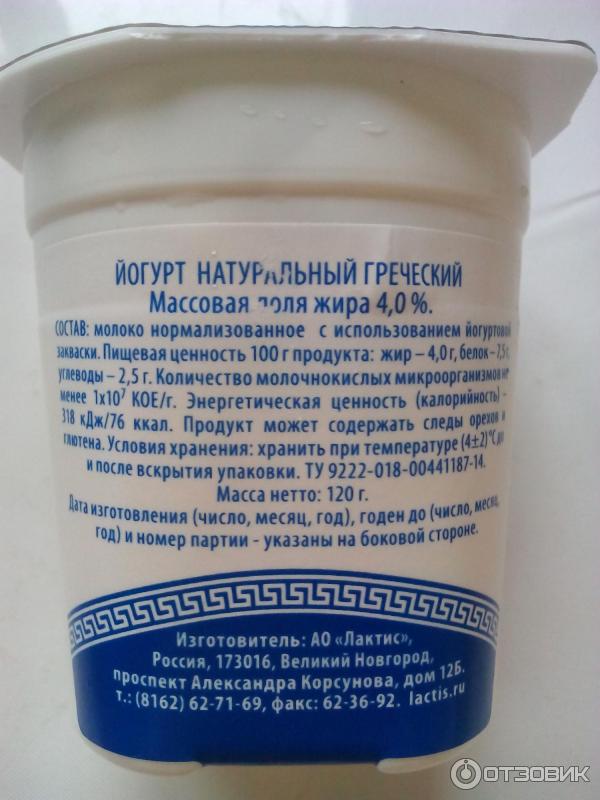 ЙОГУРТ НАТУРАЛЬНЫЙ ГРЕЧЕСКИЙ
Массовая доля жира 4,0 %.
СОСТАВ: молоко нормализованное с использованием йогуртовой
закваски. Пищевая ценность 100 г продукта: жир – 4,0 г, белок – 7,5 г,
углеводы – 2,5 г. Количество молочнокислых микроорганизмов не
менее 1х10⁷ КОЕ/г. Энергетическая ценность (калорийность) –
318 кДж/76 ккал. Продукт может содержать следы орехов и
глютена. Условия хранения: хранить при температуре (4±2) °С до
и после вскрытия упаковки. ТУ 9222-018-00441187-14.
Масса нетто: 120 г.
Дата изготовления (число, месяц, год), годен до (число, месяц,
год) и номер партии - указаны на боковой стороне.
Изготовитель: АО «Лактис»,
Россия, 173016, Великий Новгород,
проспект Александра Корсунова, дом 12Б.
т.: (8162) 62-71-69, факс: 62-36-92. lactis.ru
ОТЗОВИК